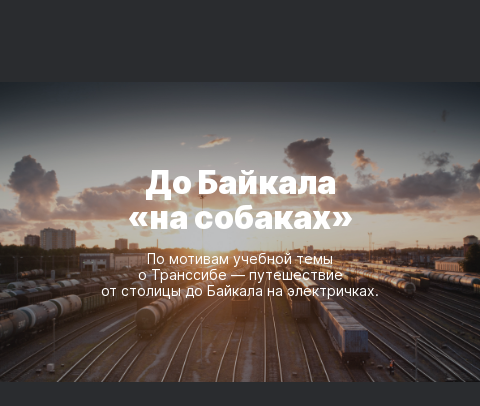 До Байкала
«на собаках»
По мотивам учебной темы
о Транссибе — путешествие
от столицы до Байкала на электричках.